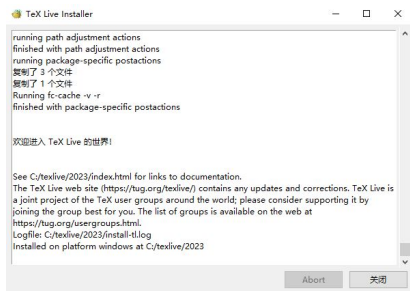 TeX Live Installer
running path adjustment actions
finished with path adjustment actions
running package-specific postactions
复制了 3 个文件
复制了 1 个文件
Running fc-cache -v -r
finished with package-specific postactions
欢迎进入 TeX Live 的世界！
See C:/texlive/2023/index.html for links to documentation.
The TeX Live web site (https://tug.org/texlive/) contains any updates and corrections. TeX Live is
a joint project of the TeX user groups around the world; please consider supporting it by
joining the group best for you. The list of groups is available on the web at
https://tug.org/usergroups.html.
Logfile: C:/texlive/2023/install-tl.log
Installed on platform windows at C:/texlive/2023
Abort 关闭